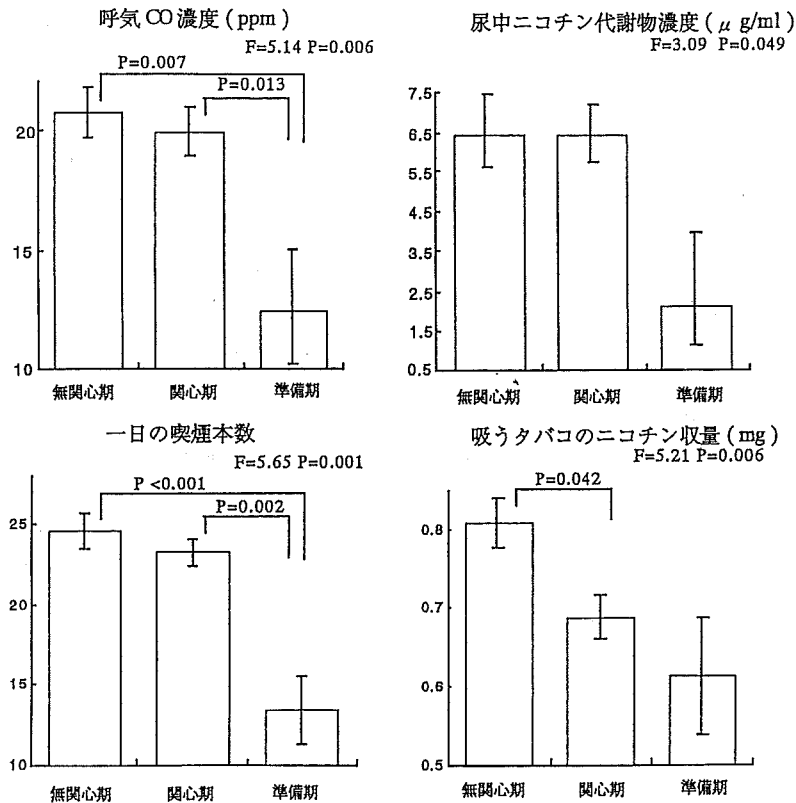 呼気 CO 濃度 ( ppm )
F=5.14 P=0.006
P=0.007
P=0.013
20
15
10
無関心期 関心期 準備期
尿中ニコチン代謝物濃度 ( μ g/ml )
F=3.09 P=0.049
7.5
6.5
5.5
4.5
3.5
2.5
1.5
0.5
無関心期 関心期 準備期
一日の喫煙本数
F=5.65 P=0.001
P <0.001
P=0.002
25
22
15
13
10
無関心期 関心期 準備期
吸うタバコのニコチン収量 ( mg )
F=5.21 P=0.006
P=0.042
0.8
0.7
0.6
0.5
無関心期 関心期 準備期